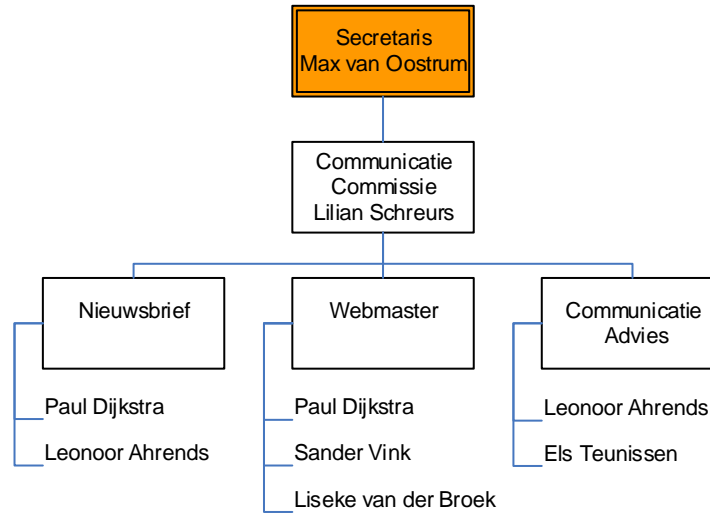 Secretaris
Max van Oostrum
Communicatie
Commissie
Lilian Schreurs
Nieuwsbrief
Paul Dijkstra
Leonoor Ahrends
Webmaster
Paul Dijkstra
Sander Vink
Liseke van der Broek
Communicatie
Advies
Leonoor Ahrends
Els Teunissen